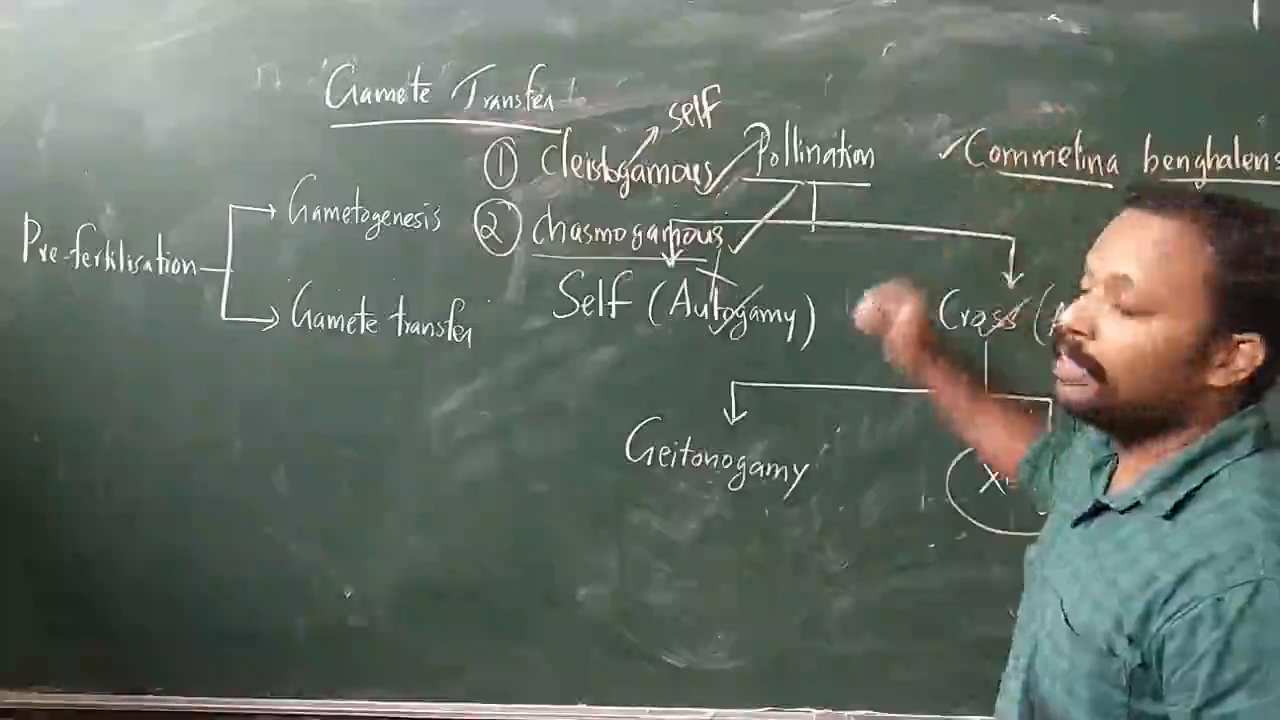 Gamete Transfer
self
① Cleistogamous
Pollination
Commelina benghalens
② Chasmogamous
Pre-fertilisation
Gametogenesis
Gamete transfer
Self (Autogamy)
Cross (A
Geitonogamy
X